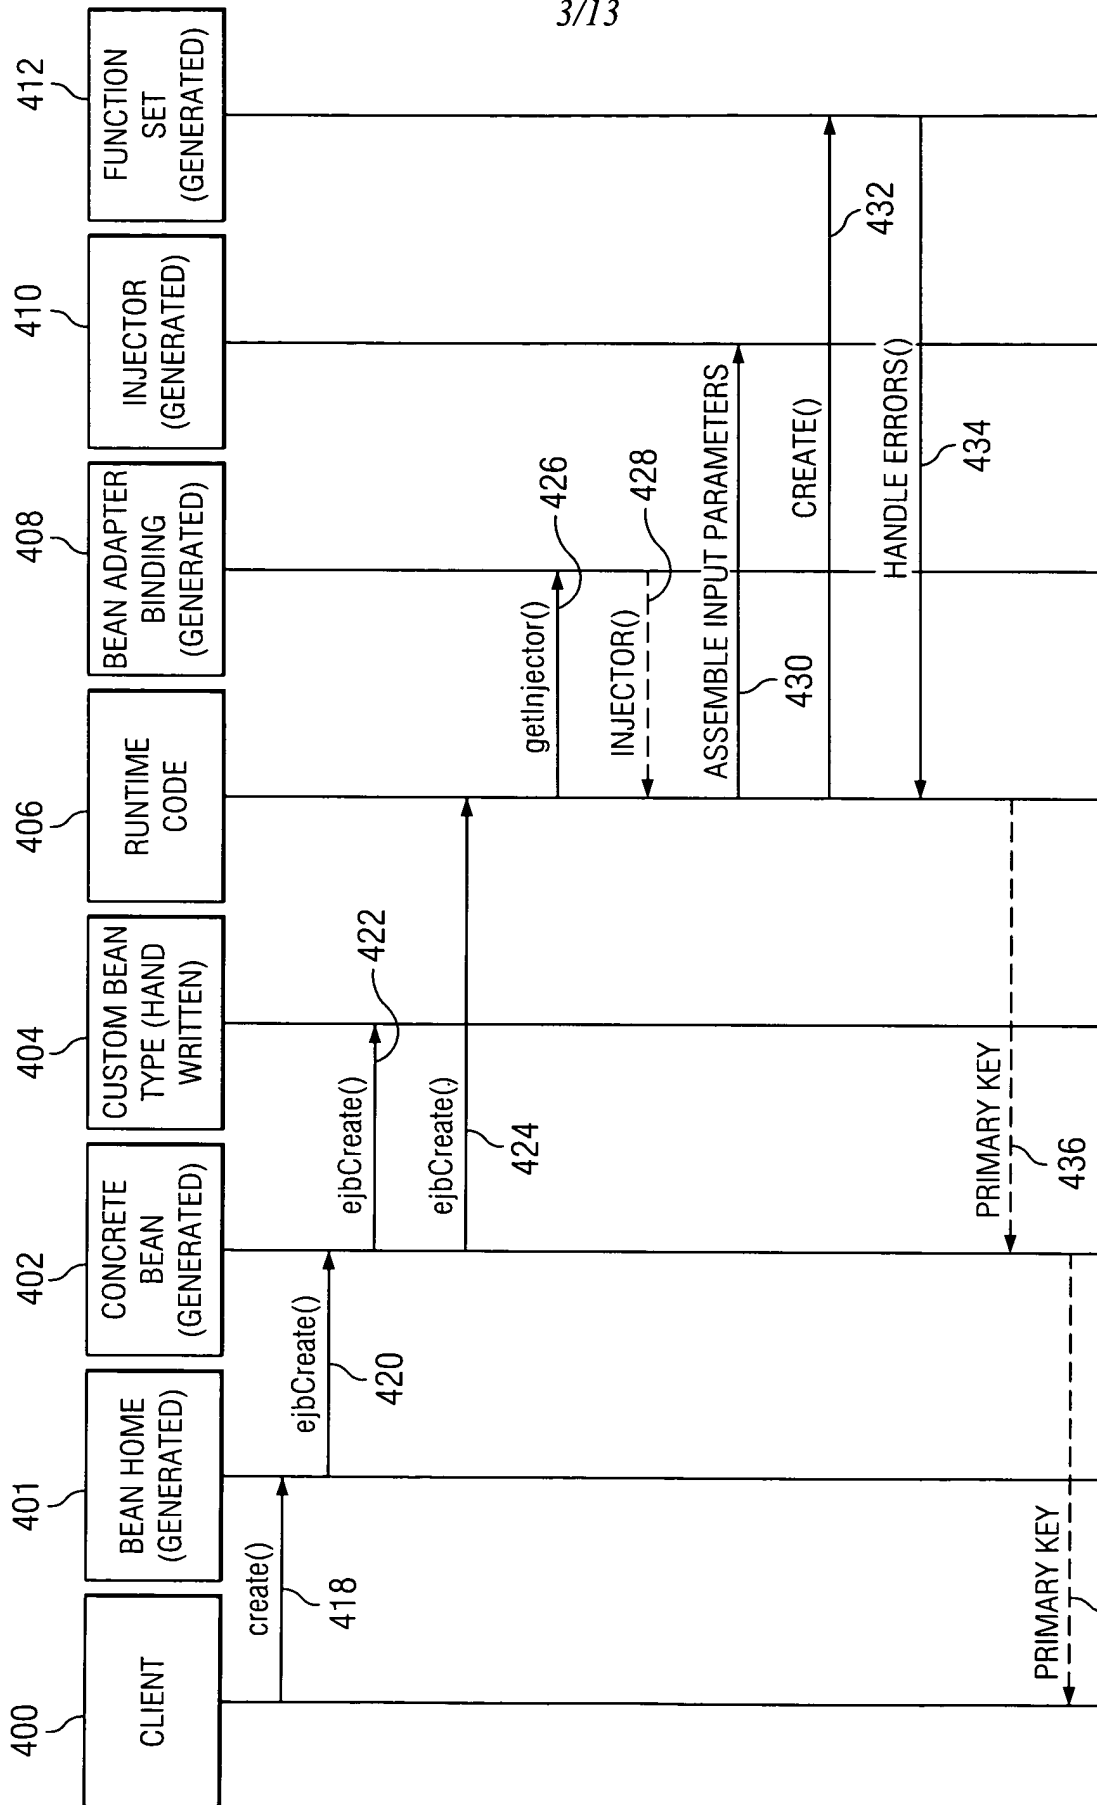 3/13
400
401
402
404
406
408
410
412
CLIENT
BEAN HOME
(GENERATED)
CONCRETE
BEAN
(GENERATED)
CUSTOM BEAN
TYPE (HAND
WRITTEN)
RUNTIME
CODE
BEAN ADAPTER
BINDING
(GENERATED)
INJECTOR
(GENERATED)
FUNCTION
SET
(GENERATED)
create()
418
ejbCreate()
420
ejbCreate()
422
ejbCreate()
424
getInjector()
426
INJECTOR()
428
ASSEMBLE INPUT PARAMETERS
430
CREATE()
432
HANDLE ERRORS()
434
PRIMARY KEY
436
PRIMARY KEY